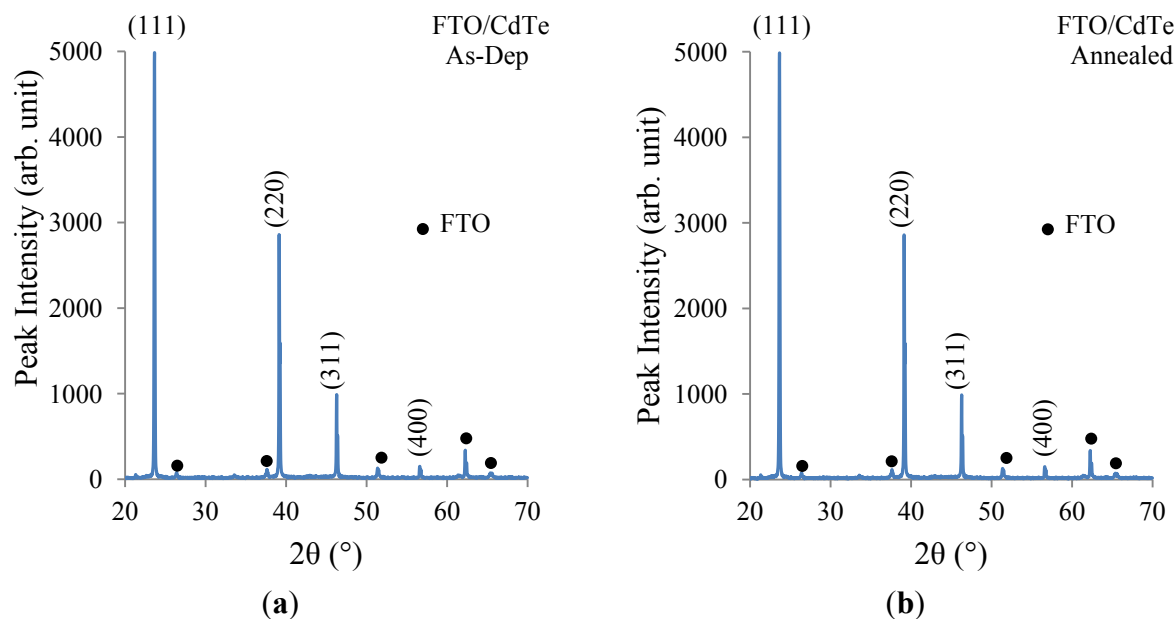 (111)
FTO/CdTe
As-Dep
5000
4000
3000
2000
1000
0
Peak Intensity (arb. unit)
(220)
(311)
(400)
● FTO
20 30 40 50 60 70
2θ (°)
(a)
(111)
FTO/CdTe
Annealed
5000
4000
3000
2000
1000
0
Peak Intensity (arb. unit)
(220)
(311)
(400)
● FTO
20 30 40 50 60 70
2θ (°)
(b)